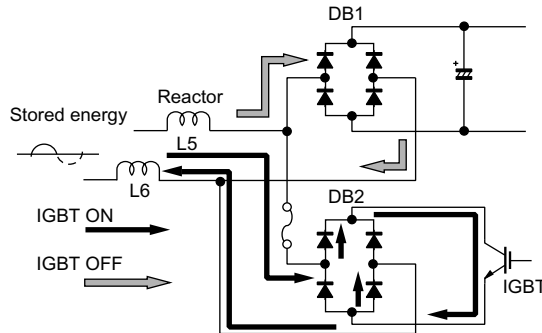 DB1
Reactor
Stored energy
L5
L6
DB2
IGBT ON
IGBT OFF
IGBT
+